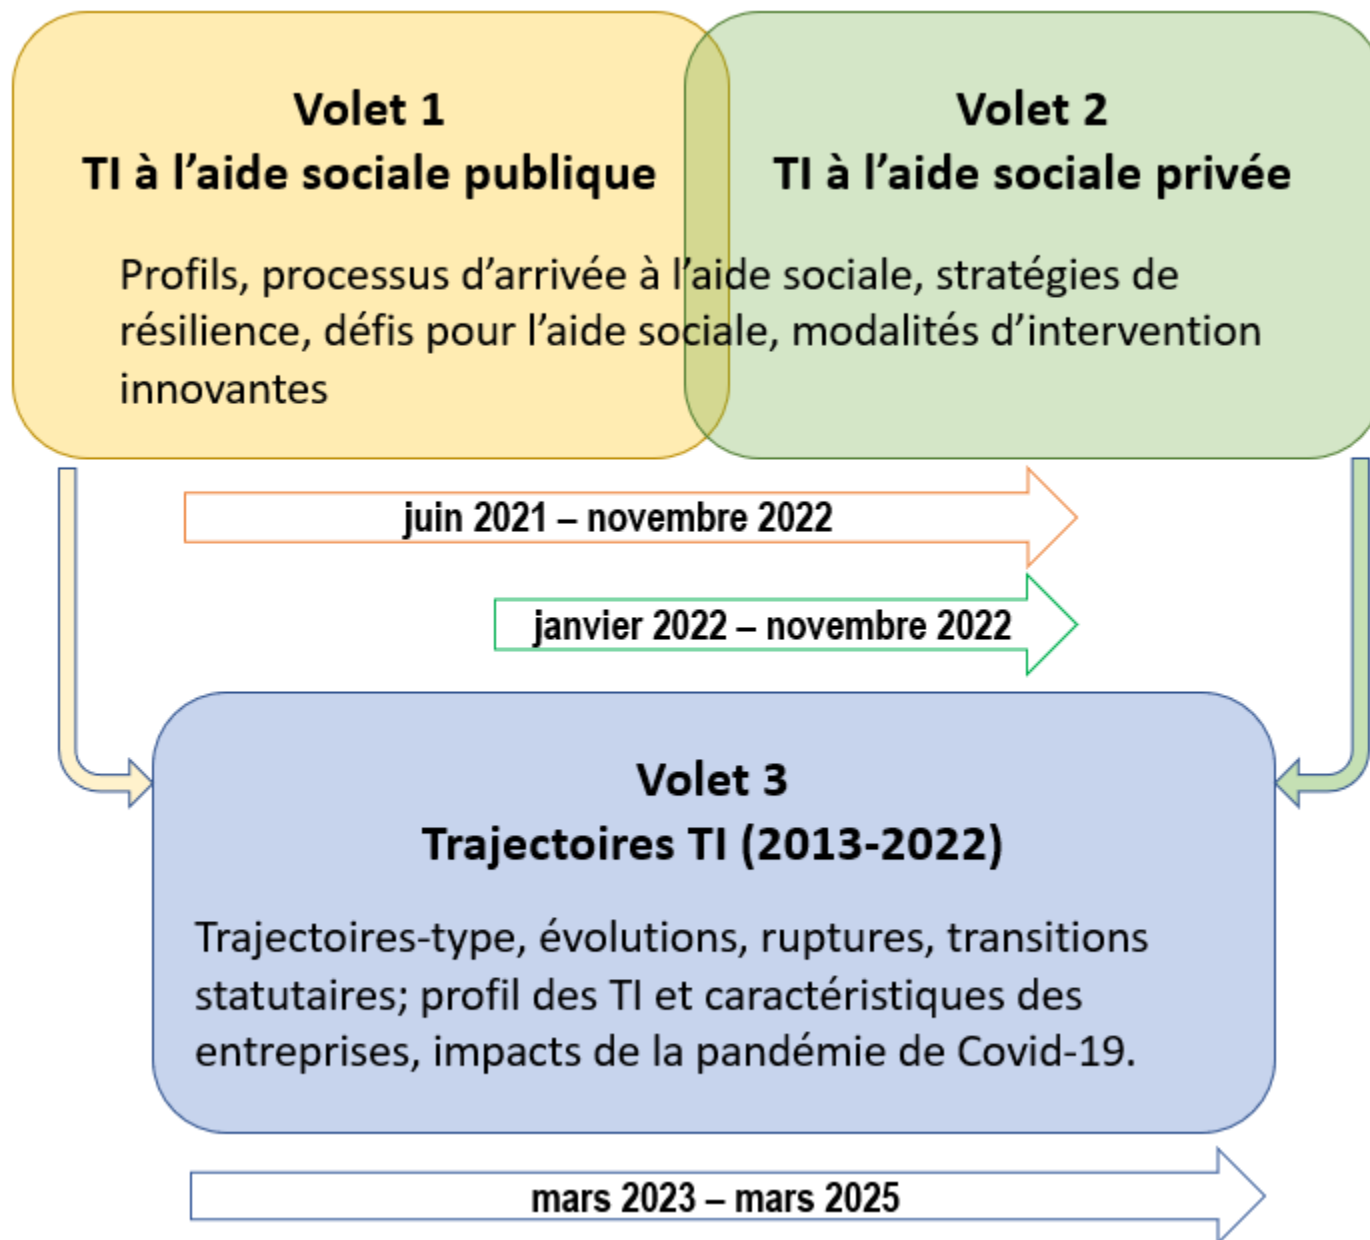 Volet 1
TI à l’aide sociale publique
Volet 2
TI à l’aide sociale privée
Profils, processus d’arrivée à l’aide sociale, stratégies de
résilience, défis pour l’aide sociale, modalités d’intervention
innovantes
juin 2021 – novembre 2022
janvier 2022 – novembre 2022
Volet 3
Trajectoires TI (2013-2022)
Trajectoires-type, évolutions, ruptures, transitions
statutaires; profil des TI et caractéristiques des
entreprises, impacts de la pandémie de Covid-19.
mars 2023 – mars 2025